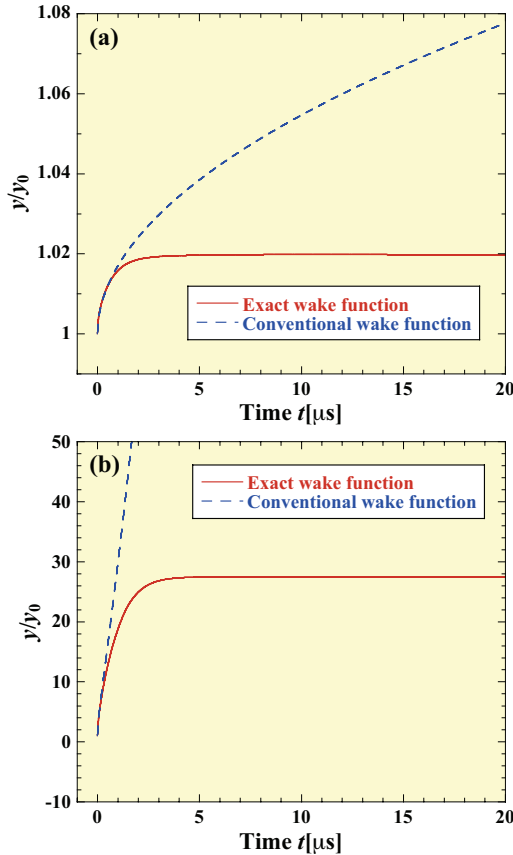 (a)
1.08
1.06
1.04
1.02
1
y/y0
Exact wake function
Conventional wake function
0
5
10
15
20
Time t[μs]
(b)
50
40
30
20
10
0
-10
y/y0
Exact wake function
Conventional wake function
0
5
10
15
20
Time t[μs]